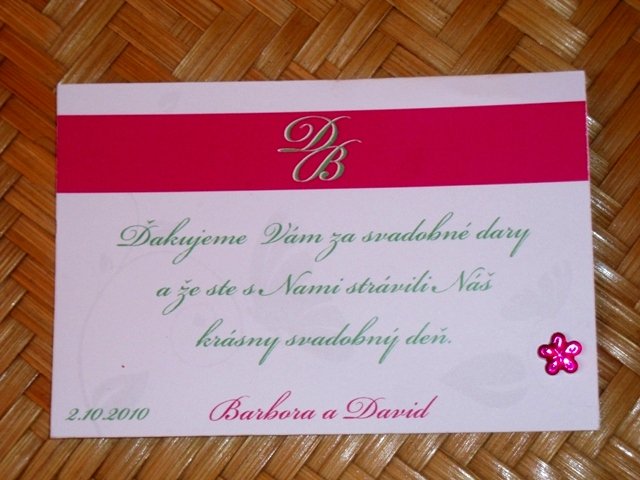 DB
Ďakujeme Vám za svadobné dary
a že ste s Nami strávili Náš
krásny svadobný deň.
2.10.2010 Barbora a David